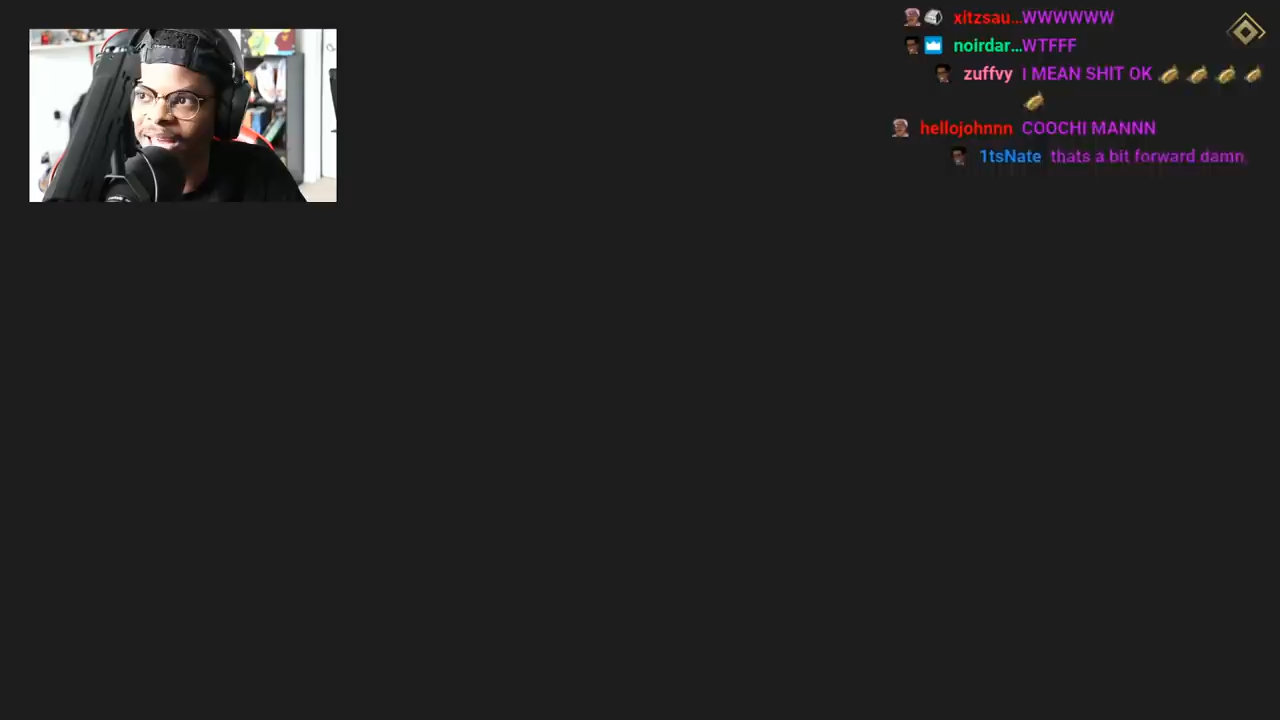 xitzsau... WWWWWW
noirdar... WTFFF
zuffvy I MEAN SHIT OK
hellojohnnn COOCHI MANNN
1tsNate thats a bit forward damn